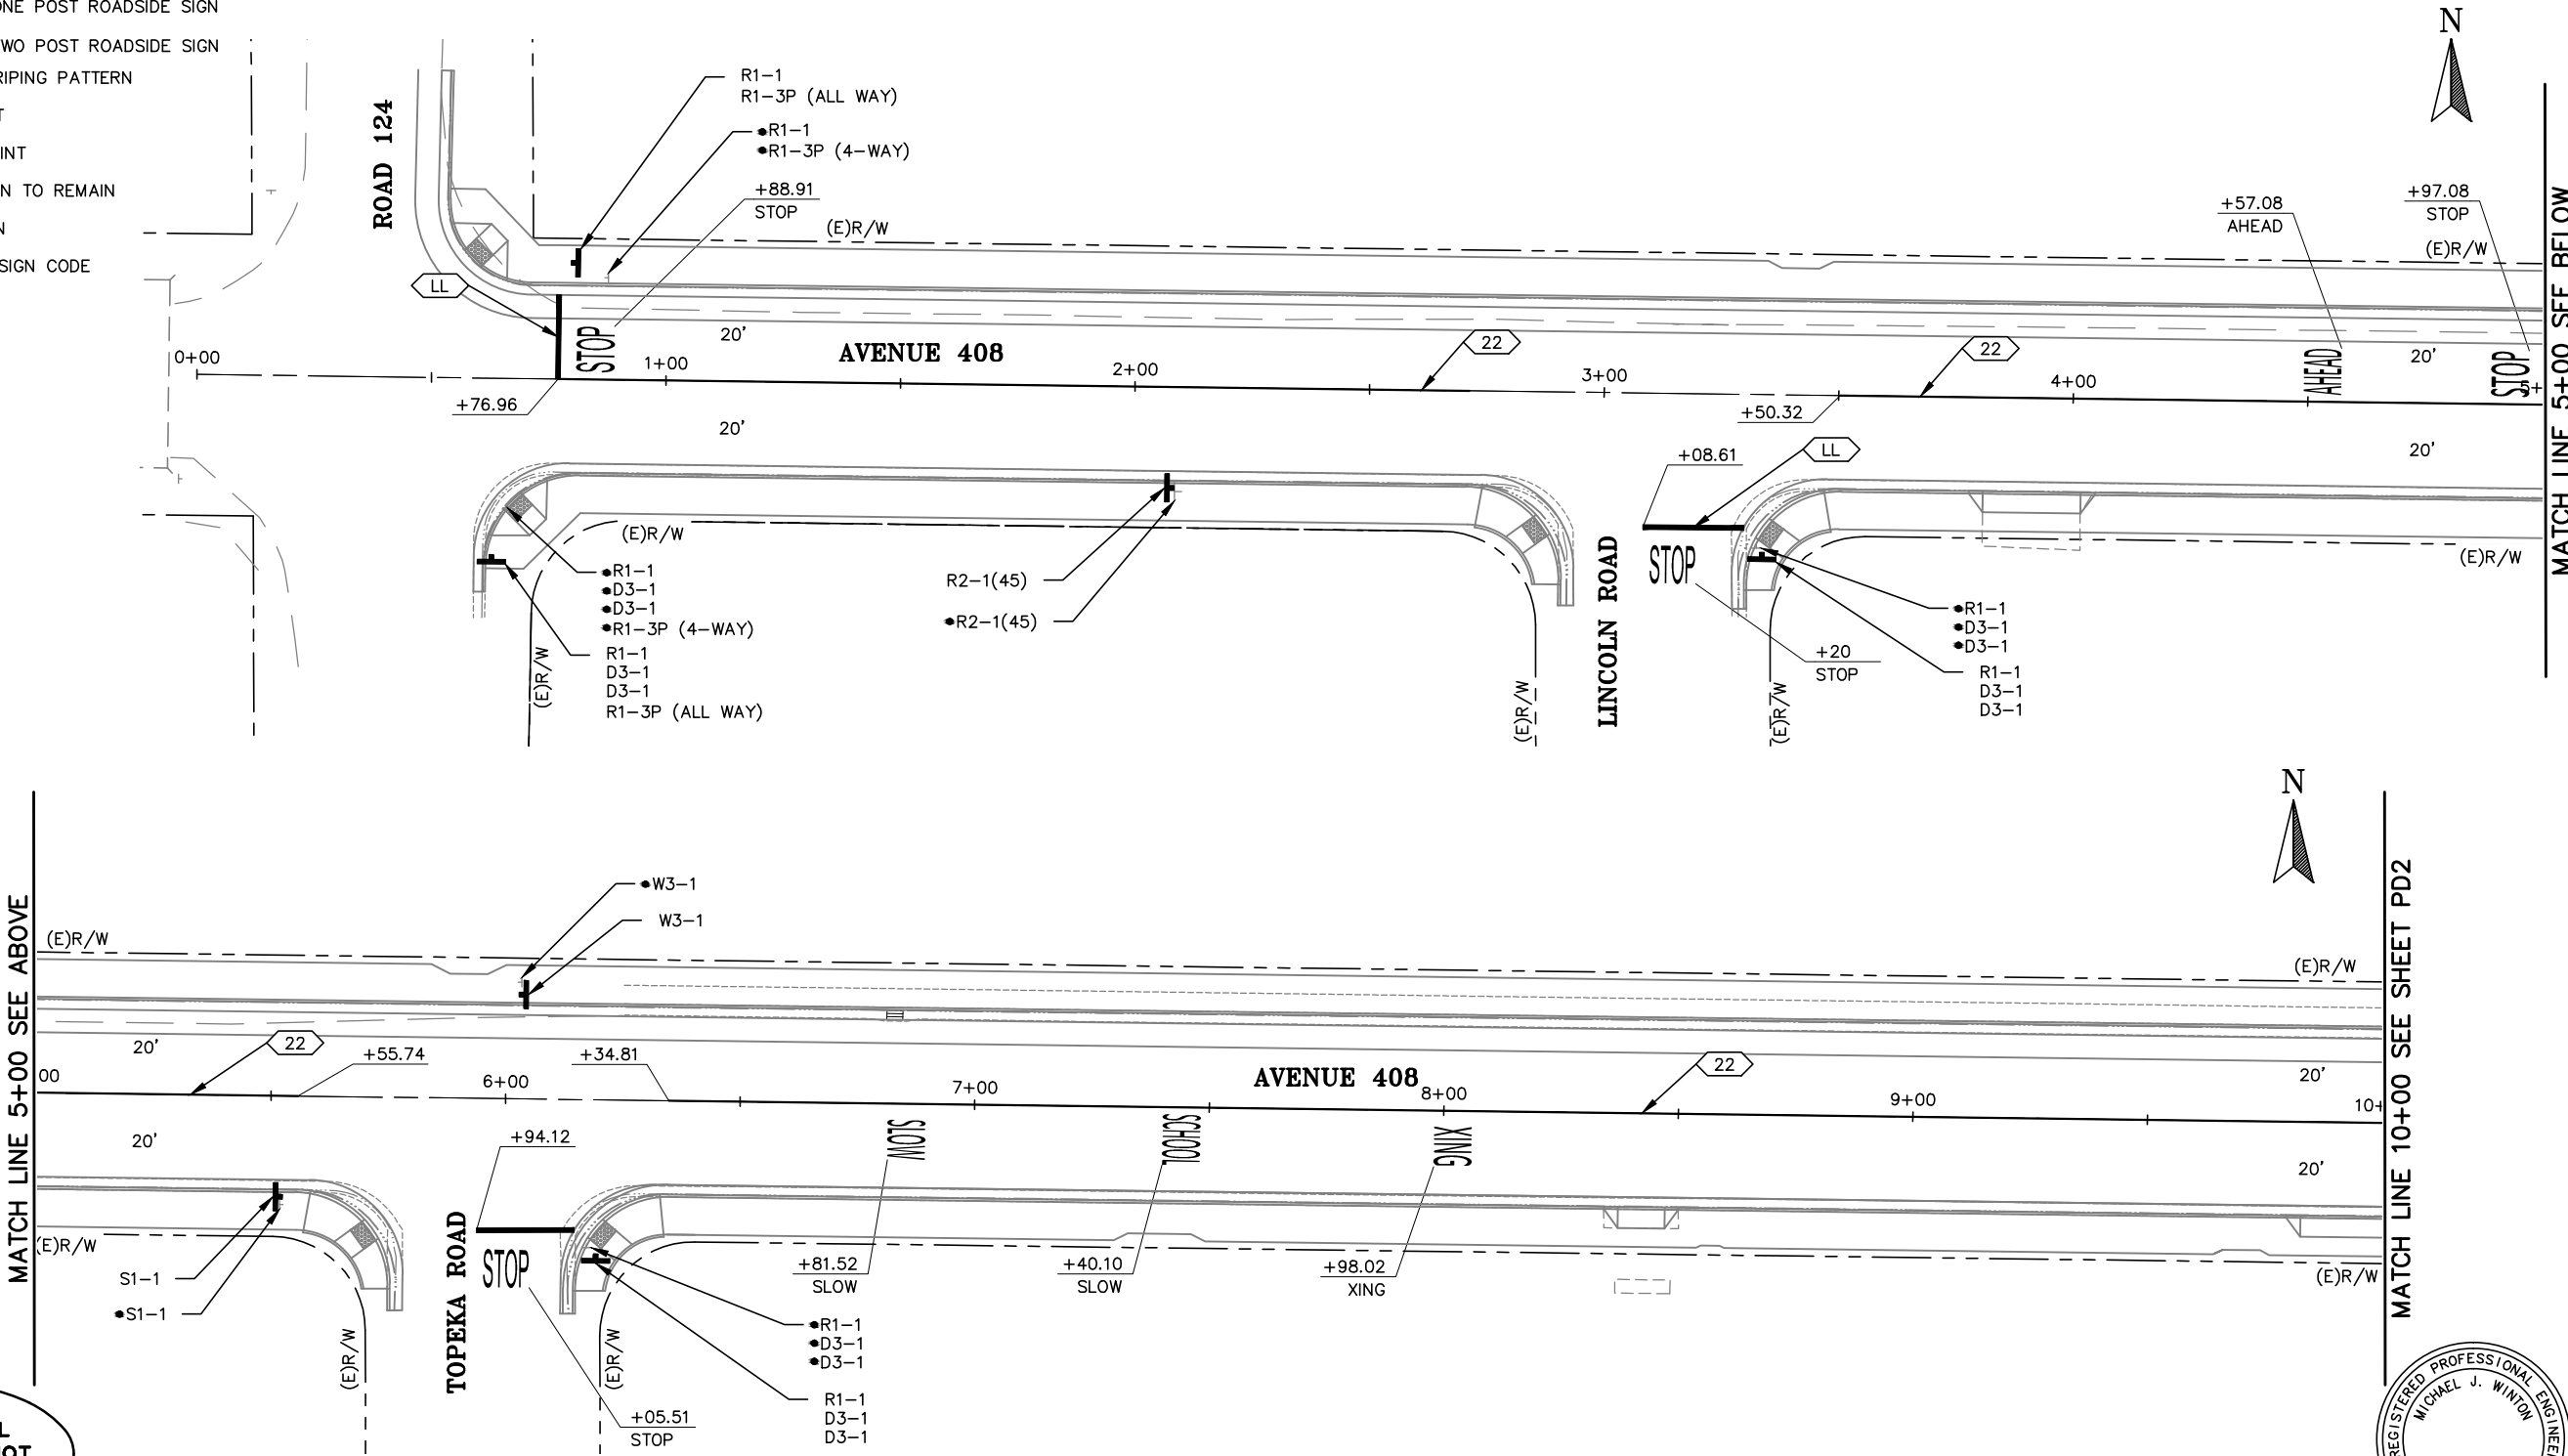 ONE POST ROADSIDE SIGN
WO POST ROADSIDE SIGN
RIPING PATTERN
T
INT
N TO REMAIN
N
SIGN CODE
ROAD 124
R1-1
R1-3P (ALL WAY)
●R1-1
●R1-3P (4-WAY)
+88.91
STOP
(E)R/W
N
+57.08
AHEAD
+97.08
STOP
(E)R/W
MATCH LINE 5+00 SEE BELOW
LL
STOP
20'
AVENUE 408
22
22
20'
AHEAD
STOP
0+00
1+00
2+00
3+00
4+00
5+
+76.96
+50.32
20'
20'
+08.61
LL
(E)R/W
(E)R/W
(E)R/W
(E)R/W
(E)R/W
●R1-1
●D3-1
●D3-1
●R1-3P (4-WAY)
R1-1
D3-1
D3-1
R1-3P (ALL WAY)
R2-1(45)
●R2-1(45)
LINCOLN ROAD
STOP
+20
STOP
●R1-1
●D3-1
●D3-1
R1-1
D3-1
D3-1
N
MATCH LINE 5+00 SEE ABOVE
(E)R/W
●W3-1
W3-1
(E)R/W
MATCH LINE 10+00 SEE SHEET PD2
20'
22
+55.74
+34.81
AVENUE 408
22
20'
00
6+00
7+00
8+00
9+00
10+
20'
+94.12
SLOW
SCHOOL
XING
20'
(E)R/W
S1-1
●S1-1
(E)R/W
TOPEKA ROAD
STOP
(E)R/W
+81.52
SLOW
+40.10
SLOW
+98.02
XING
(E)R/W
●R1-1
●D3-1
●D3-1
R1-1
D3-1
D3-1
+05.51
STOP
REGISTERED PROFESSIONAL ENGINEE
MICHAEL J. WINTON